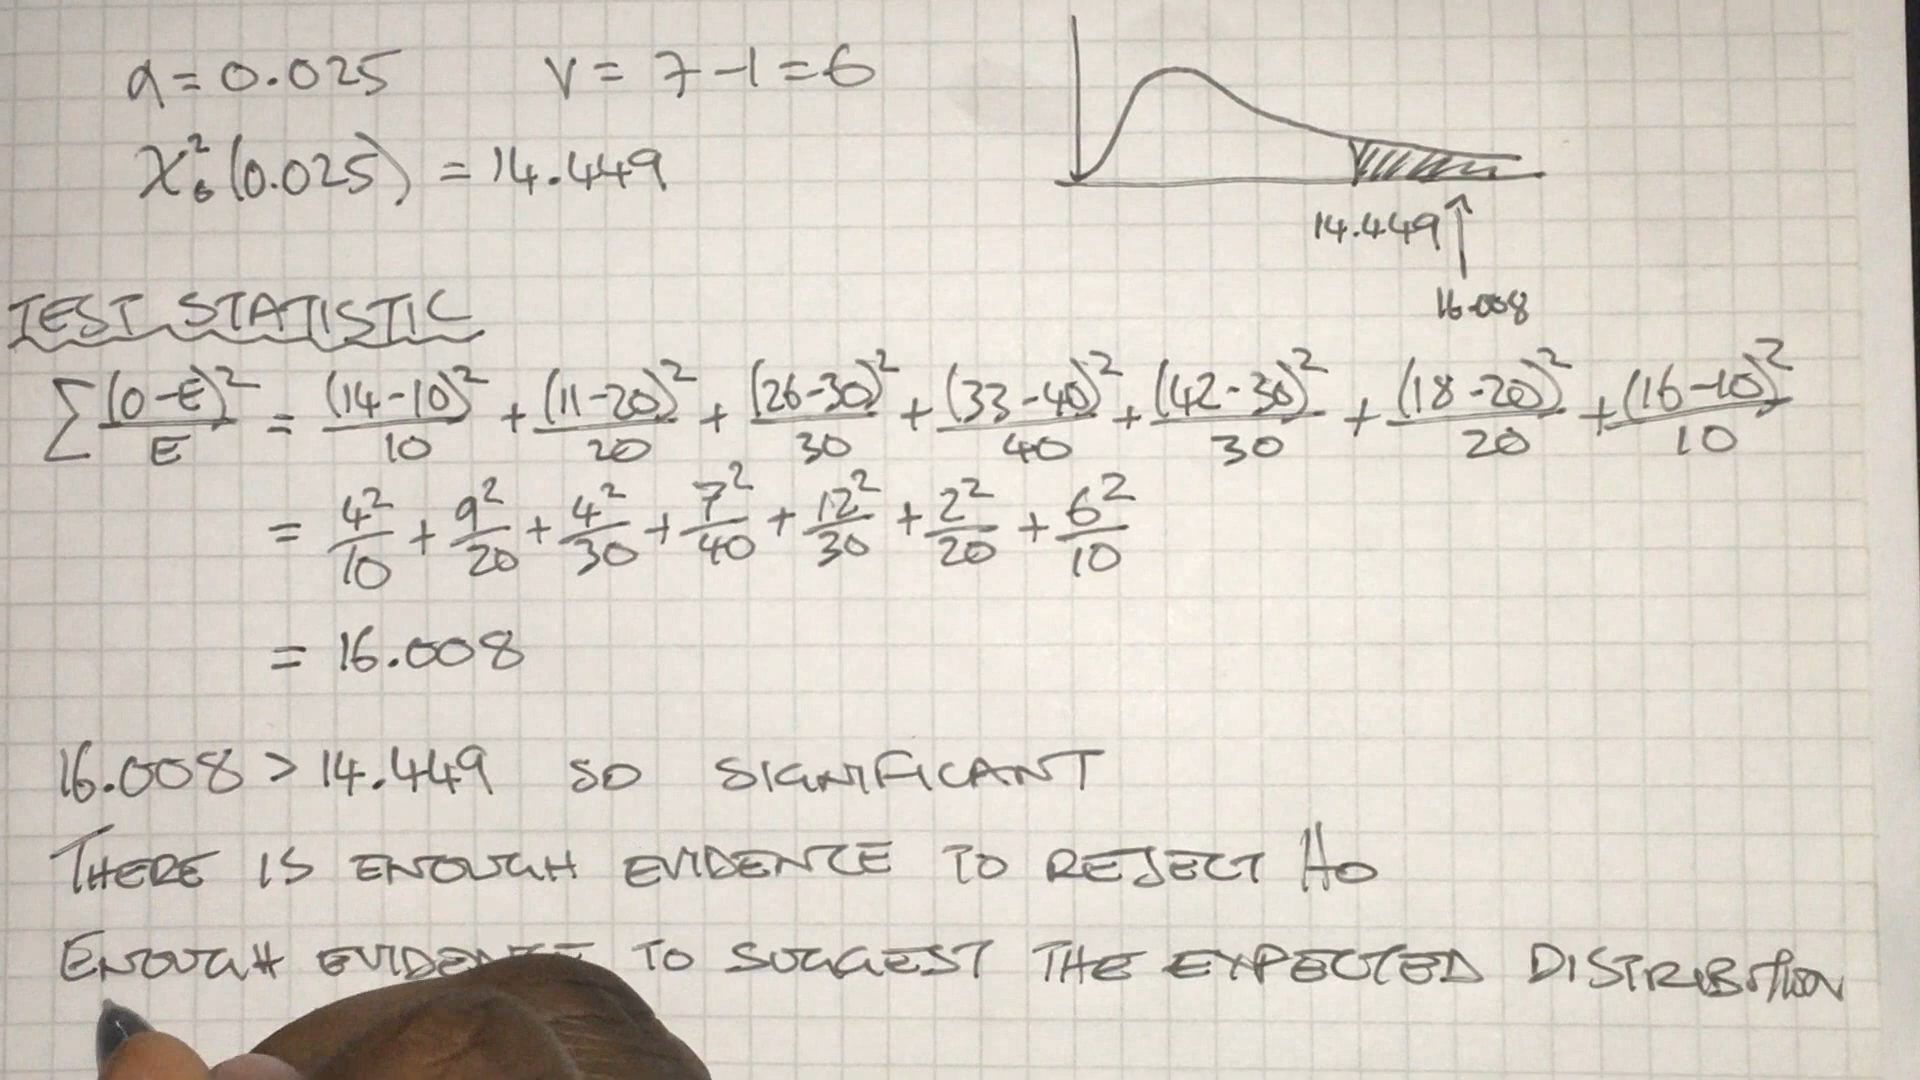 α = 0.025 ν = 7 - 1 = 6
χ²₆(0.025) = 14.449
14.449
16.008
TEST STATISTIC
∑ (O-E)²/E = (14-10)²/10 + (11-20)²/20 + (26-30)²/30 + (33-40)²/40 + (42-30)²/30 + (18-20)²/20 + (16-10)²/10
= 4²/10 + 9²/20 + 4²/30 + 7²/40 + 12²/30 + 2²/20 + 6²/10
= 16.008
16.008 > 14.449 SO SIGNIFICANT
THERE IS ENOUGH EVIDENCE TO REJECT H₀
ENOUGH EVIDENCE TO SUGGEST THE EXPECTED DISTRIBUTION